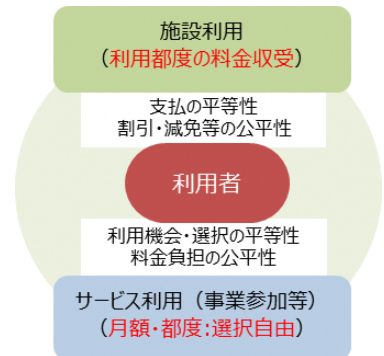 施設利用
（利用都度の料金収受）
支払の平等性
割引・減免等の公平性
利用者
利用機会・選択の平等性
料金負担の公平性
サービス利用（事業参加等）
（月額・都度：選択自由）